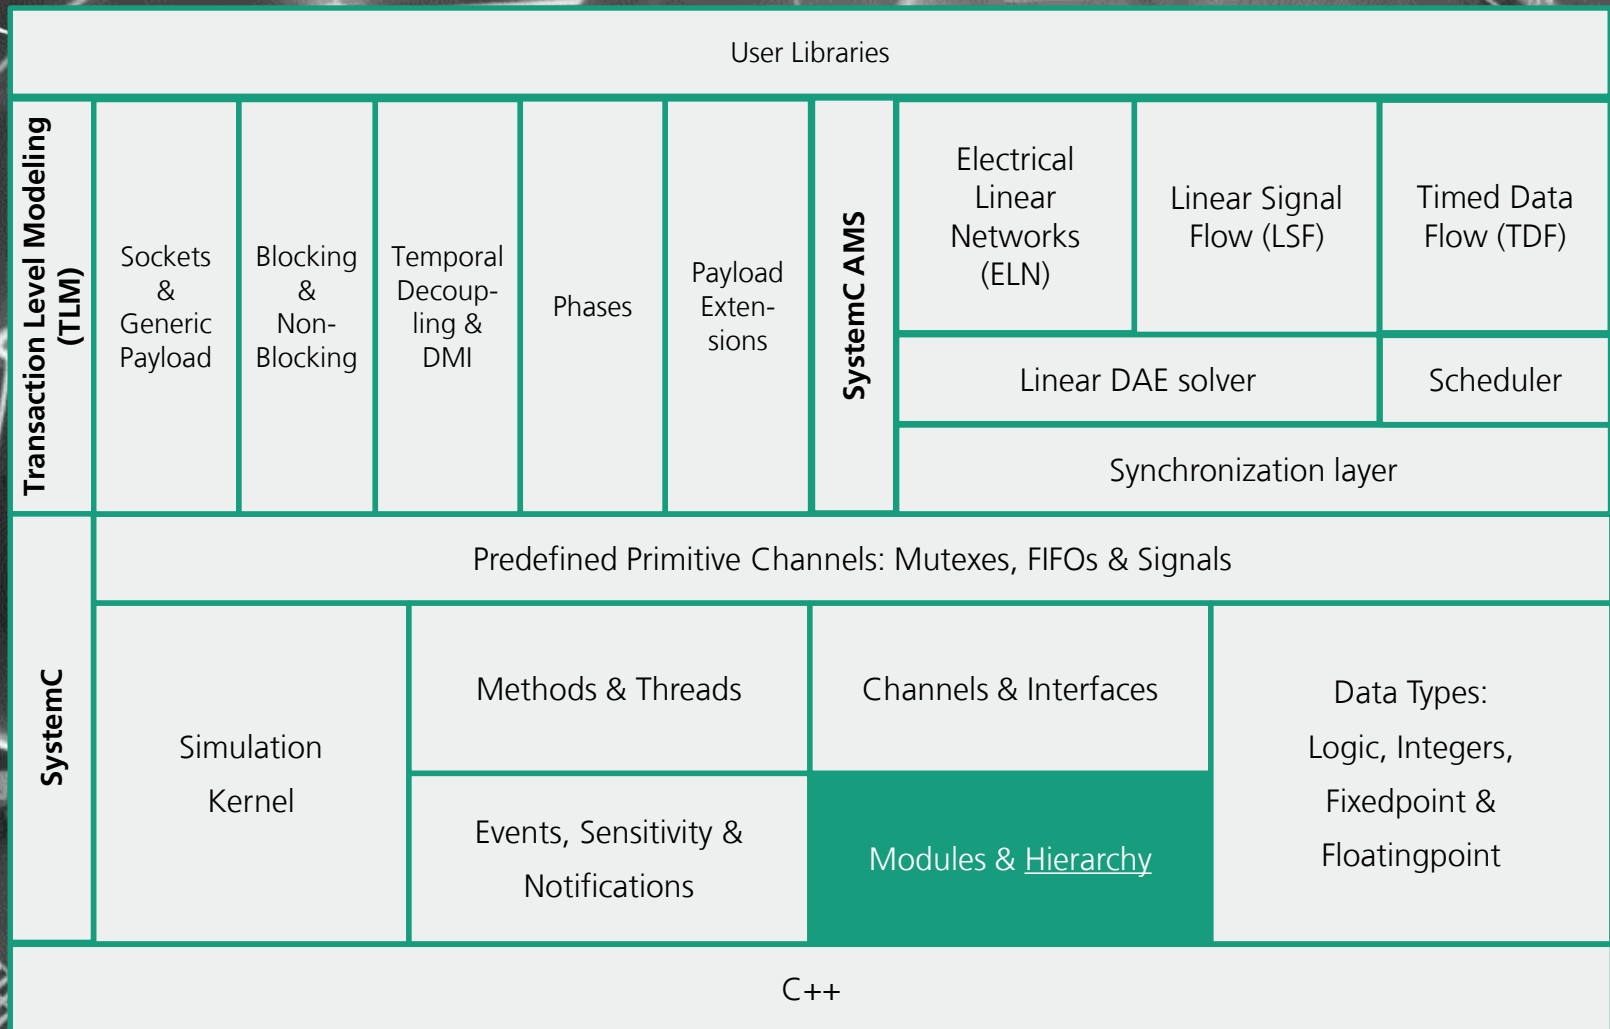 User Libraries
Transaction Level Modeling
(TLM)
Sockets
&
Generic
Payload
Blocking
&
Non-
Blocking
Temporal
Decoup-
ling &
DMI
Phases
Payload
Exten-
sions
SystemC AMS
Electrical
Linear
Networks
(ELN)
Linear Signal
Flow (LSF)
Timed Data
Flow (TDF)
Linear DAE solver
Scheduler
Synchronization layer
SystemC
Predefined Primitive Channels: Mutexes, FIFOs & Signals
Simulation
Kernel
Methods & Threads
Channels & Interfaces
Events, Sensitivity &
Notifications
Modules & Hierarchy
Data Types:
Logic, Integers,
Fixedpoint &
Floatingpoint
C++